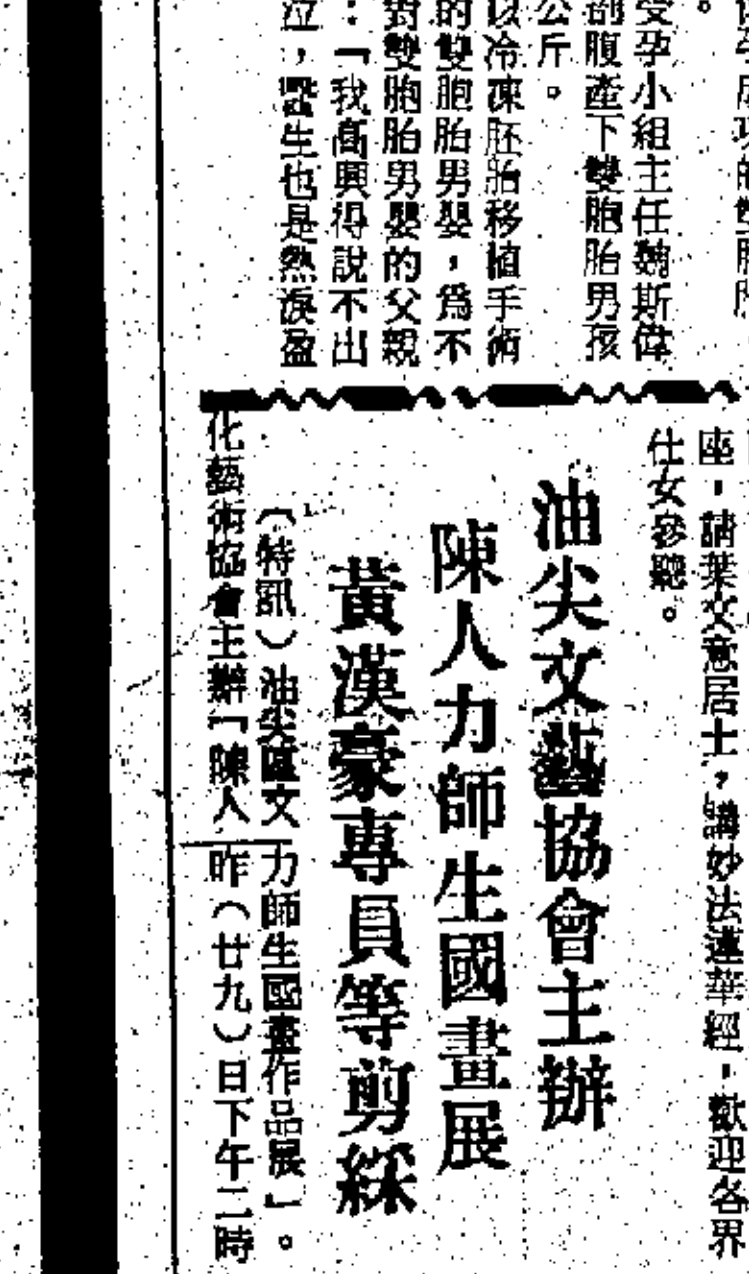 受孕小組主任魏斯偉
剖腹產下雙胞胎男孩
公斤。
以冷凍胚胎移植手術
的雙胞胎男嬰，爲不
對雙胞胎男嬰的父親
：「我高興得說不出
泣，醫生也是熱淚盈
座，請葉文意居士，講妙法蓮華經，歡迎各界
仕女參聽。
油尖文藝協會主辦
陳人力師生國畫展
黃漢豪專員等剪綵
（特訊）油尖區文
化藝術協會主辦「陳人
力師生國畫作品展」。
昨（廿九）日下午二時